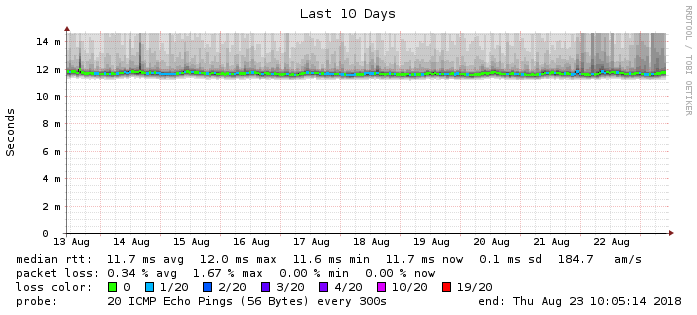 Last 10 Days
RRDTOOL / TOBI OETIKER
Seconds
14 m
12 m
10 m
8 m
6 m
4 m
2 m
0
13 Aug 14 Aug 15 Aug 16 Aug 17 Aug 18 Aug 19 Aug 20 Aug 21 Aug 22 Aug
median rtt: 11.7 ms avg 12.0 ms max 11.6 ms min 11.7 ms now 0.1 ms sd 184.7 am/s
packet loss: 0.34 % avg 1.67 % max 0.00 % min 0.00 % now
loss color: 0 1/20 2/20 3/20 4/20 10/20 19/20
probe: 20 ICMP Echo Pings (56 Bytes) every 300s end: Thu Aug 23 10:05:14 2018